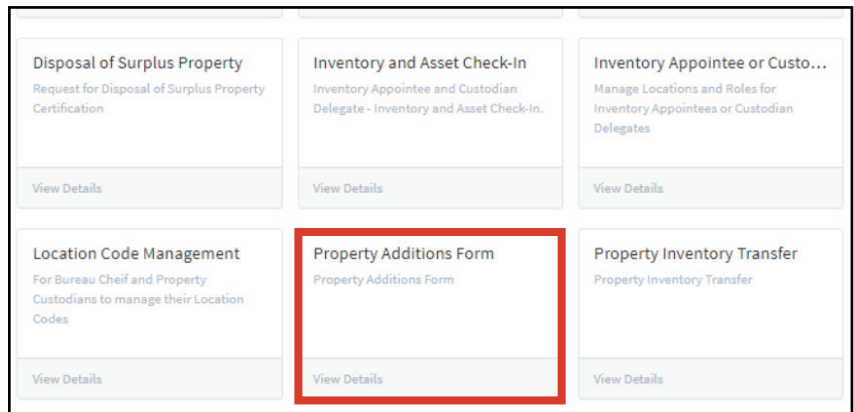 Disposal of Surplus Property
Request for Disposal of Surplus Property
Certification
View Details
Inventory and Asset Check-In
Inventory Appointee and Custodian
Delegate - Inventory and Asset Check-In.
View Details
Inventory Appointee or Custo...
Manage Locations and Roles for
Inventory Appointees or Custodian
Delegates
View Details
Location Code Management
For Bureau Cheif and Property
Custodians to manage their Location
Codes
View Details
Property Additions Form
Property Additions Form
View Details
Property Inventory Transfer
Property Inventory Transfer
View Details